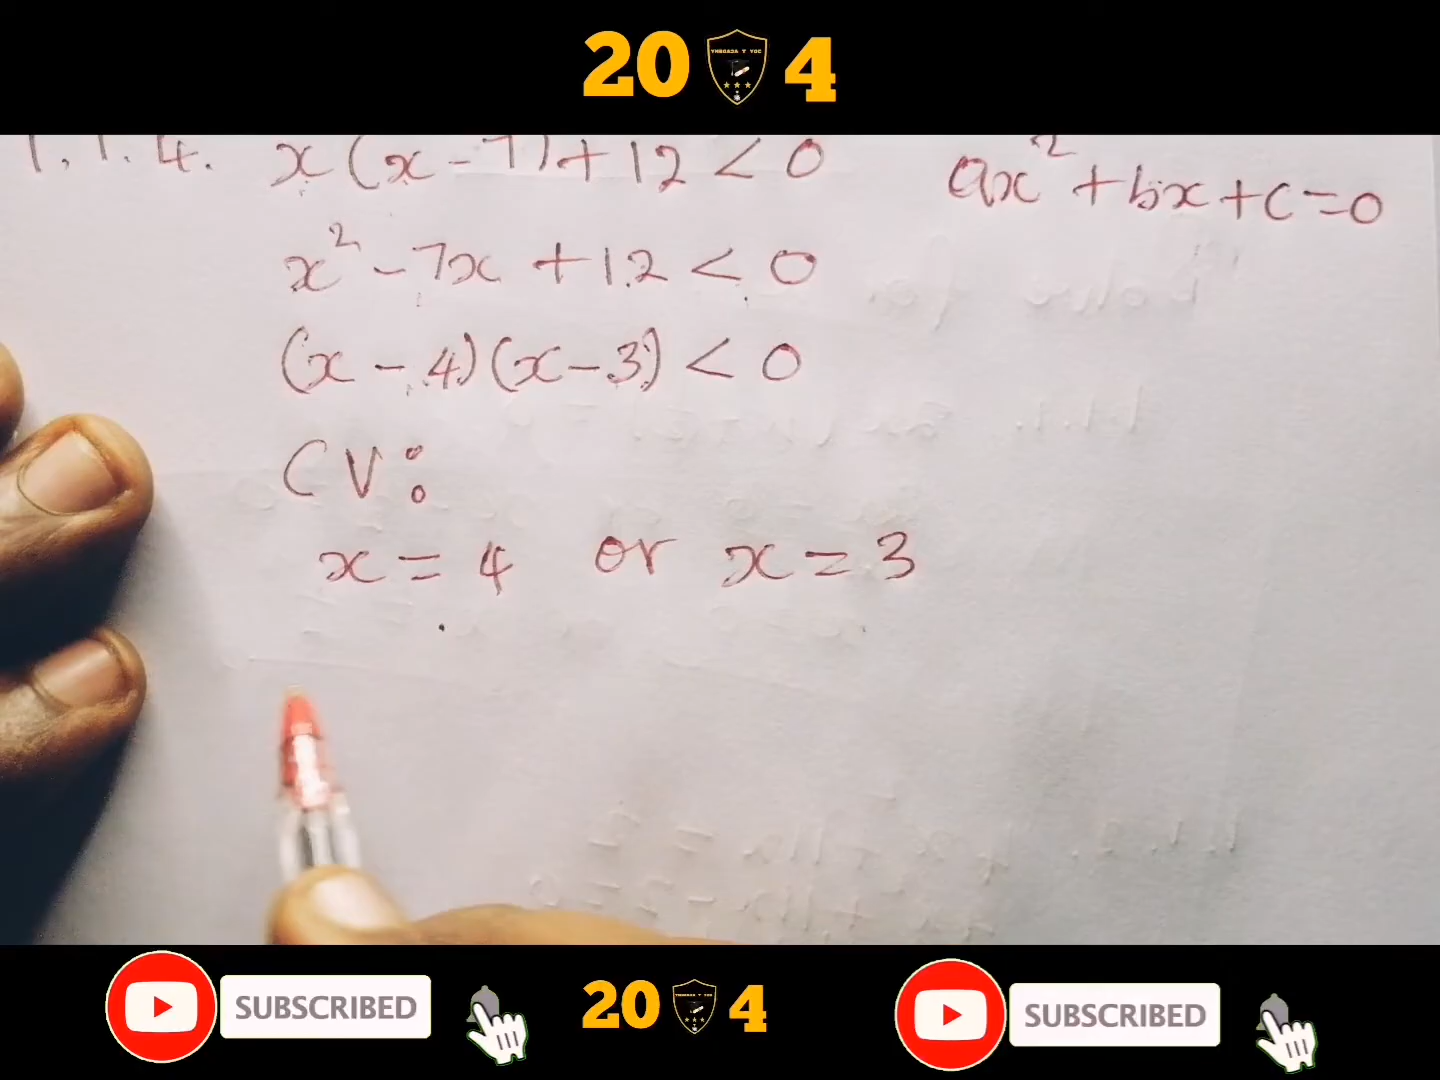 20 4
1.1.4. x(x-7)+12<0
ax²+bx+c=0
x²-7x+12<0
(x-4)(x-3)<0
CV:
x=4 or x=3
SUBSCRIBED
20 4
SUBSCRIBED